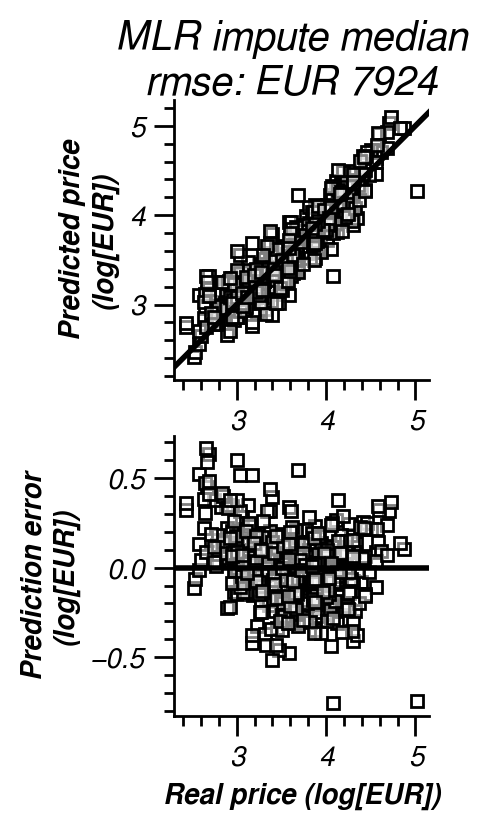 MLR impute median
rmse: EUR 7924
Predicted price
(log[EUR])
5
4
3
3 4 5
Prediction error
(log[EUR])
0.5
0.0
−0.5
3 4 5
Real price (log[EUR])